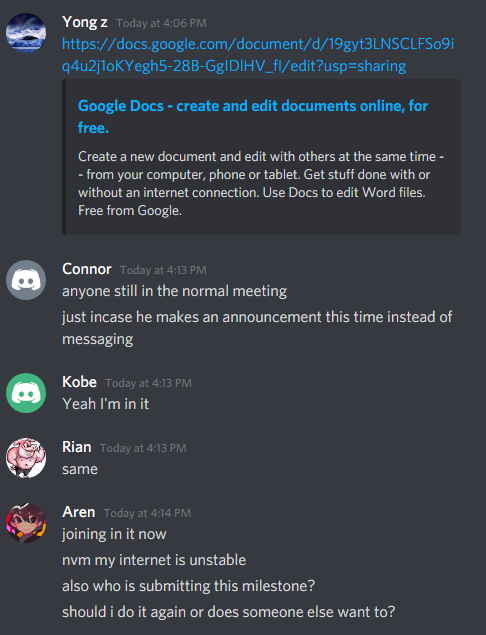 Yong z Today at 4:06 PM
https://docs.google.com/document/d/19gyt3LNSCLFSo9i
q4u2j1oKYegh5-28B-GgIDlHV_fI/edit?usp=sharing
Google Docs - create and edit documents online, for
free.
Create a new document and edit with others at the same time -
- from your computer, phone or tablet. Get stuff done with or
without an internet connection. Use Docs to edit Word files.
Free from Google.
Connor Today at 4:13 PM
anyone still in the normal meeting
just incase he makes an announcement this time instead of
messaging
Kobe Today at 4:13 PM
Yeah I'm in it
Rian Today at 4:13 PM
same
Aren Today at 4:14 PM
joining in it now
nvm my internet is unstable
also who is submitting this milestone?
should i do it again or does someone else want to?